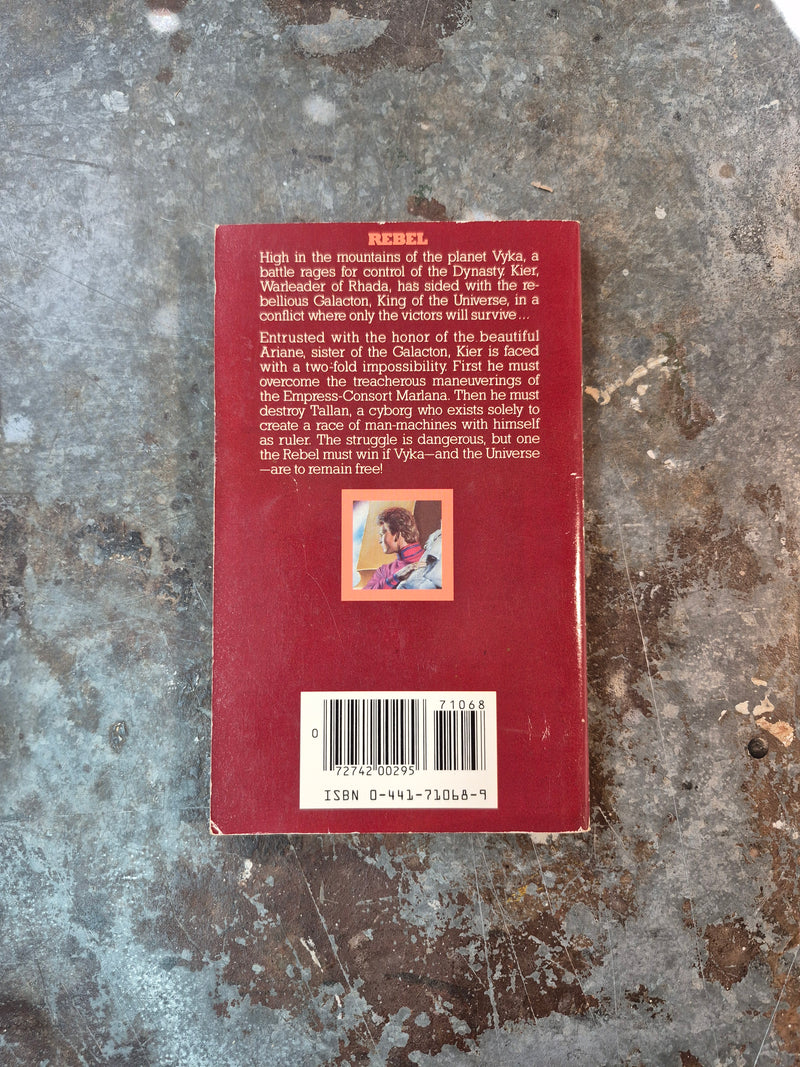 REBEL
High in the mountains of the planet Vyka, a
battle rages for control of the Dynasty. Kier,
Warleader of Rhada, has sided with the re-
bellious Galacton, King of the Universe, in a
conflict where only the victors will survive...
Entrusted with the honor of the beautiful
Ariane, sister of the Galacton, Kier is faced
with a two-fold impossibility. First he must
overcome the treacherous maneuverings of
the Empress-Consort Marlana. Then he must
destroy Tallan, a cyborg who exists solely to
create a race of man-machines with himself
as ruler. The struggle is dangerous, but one
the Rebel must win if Vyka—and the Universe
—are to remain free!
71068
0
72742 00295
ISBN 0-441-71068-9